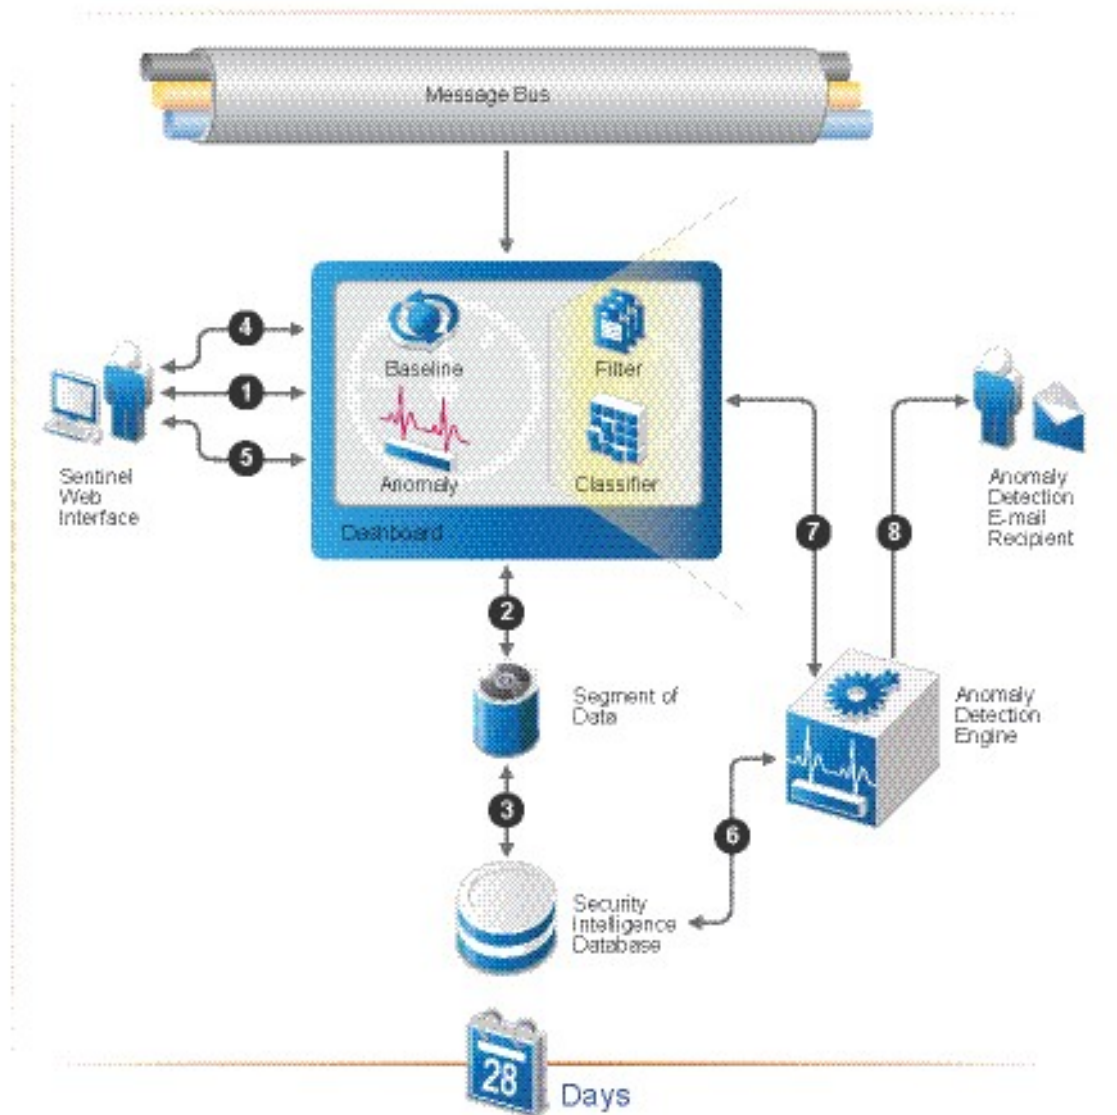 Message Bus
4
Baseline
Filter
1
5
Anomaly
Classifier
Sentinel
Web
Interface
Dashboard
7
8
Anomaly
Detection
E-mail
Recipient
2
Segment of
Data
Anomaly
Detection
Engine
3
6
Security
Intelligence
Database
28
Days